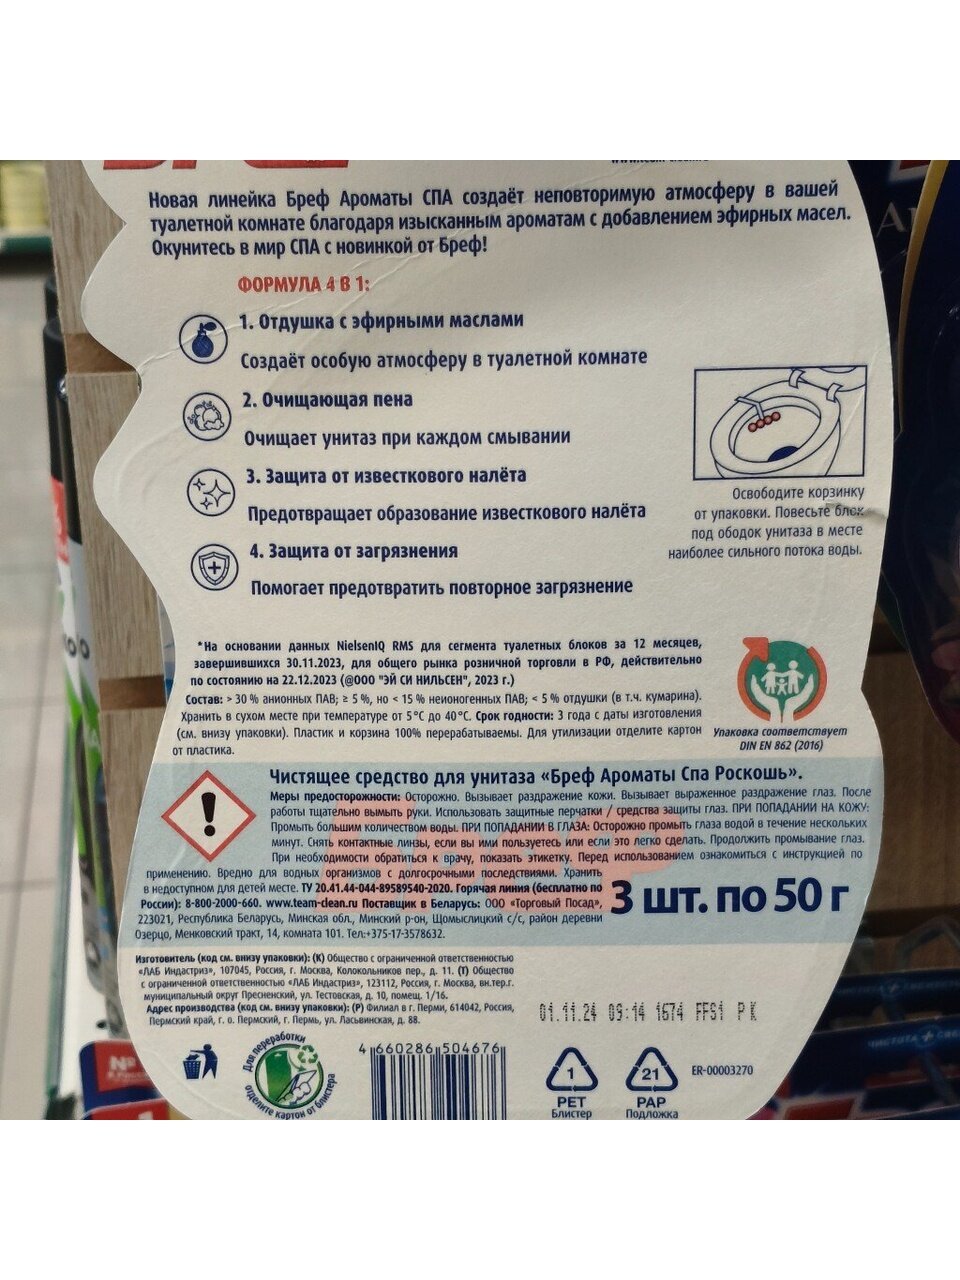 Новая линейка Бреф Ароматы СПА создаёт неповторимую атмосферу в вашей
туалетной комнате благодаря изысканным ароматам с добавлением эфирных масел.
Окунитесь в мир СПА с новинкой от Бреф!
ФОРМУЛА 4 В 1:
1. Отдушка с эфирными маслами
Создаёт особую атмосферу в туалетной комнате
2. Очищающая пена
Очищает унитаз при каждом смывании
3. Защита от известкового налёта
Предотвращает образование известкового налёта
4. Защита от загрязнения
Помогает предотвратить повторное загрязнение
Освободите корзинку
от упаковки. Повесьте блок
под ободок унитаза в месте
наиболее сильного потока воды.
*На основании данных NielsenIQ RMS для сегмента туалетных блоков за 12 месяцев,
завершившихся 30.11.2023, для общего рынка розничной торговли в РФ, действительно
по состоянию на 22.12.2023 (@ООО "ЭЙ СИ НИЛЬСЕН", 2023 г.)
Состав: > 30 % анионных ПАВ; ≥ 5 %, но < 15 % неионогенных ПАВ; < 5 % отдушки (в т.ч. кумарина).
Хранить в сухом месте при температуре от 5°С до 40°С. Срок годности: 3 года с даты изготовления
(см. внизу упаковки). Пластик и корзина 100% перерабатываемы. Для утилизации отделите картон
от пластика.
Упаковка соответствует
DIN EN 862 (2016)
Чистящее средство для унитаза «Бреф Ароматы Спа Роскошь».
Меры предосторожности: Осторожно. Вызывает раздражение кожи. Вызывает выраженное раздражение глаз. После
работы тщательно вымыть руки. Использовать защитные перчатки / средства защиты глаз. ПРИ ПОПАДАНИИ НА КОЖУ:
Промыть большим количеством воды. ПРИ ПОПАДАНИИ В ГЛАЗА: Осторожно промыть глаза водой в течение нескольких
минут. Снять контактные линзы, если вы ими пользуетесь или если это легко сделать. Продолжить промывание глаз.
При необходимости обратиться к врачу, показать этикетку. Перед использованием ознакомиться с инструкцией по
применению. Вредно для водных организмов с долгосрочными последствиями. Хранить
в недоступном для детей месте. ТУ 20.41.44-044-89589540-2020. Горячая линия (бесплатно по
России): 8-800-2000-660. www.team-clean.ru Поставщик в Беларусь: ООО «Торговый Посад»,
223021, Республика Беларусь, Минская обл., Минский р-он, Щомыслицкий с/с, район деревни
Озерцо, Менковский тракт, 14, комната 101. Тел:+375-17-3578632.
3 шт. по 50 г
Изготовитель (код см. внизу упаковки): (К) Общество с ограниченной ответственностью
«ЛАБ Индастриз», 107045, Россия, г. Москва, Колокольников пер., д. 11. (Т) Общество
с ограниченной ответственностью «ЛАБ Индастриз», 123112, Россия, г. Москва, вн.тер.г.
муниципальный округ Пресненский, ул. Тестовская, д. 10, помещ. 1/16.
Адрес производства (код см. внизу упаковки): (Р) Филиал в г. Перми, 614042, Россия,
Пермский край, г. о. Пермский, г. Пермь, ул. Ласьвинская, д. 88.
01.11.24 09:14 1674 FFS1 P K
Для переработки
отделите картон от блистера
4 660286 504676
1
PET
Блистер
21
PAP
Подложка
ER-00003270